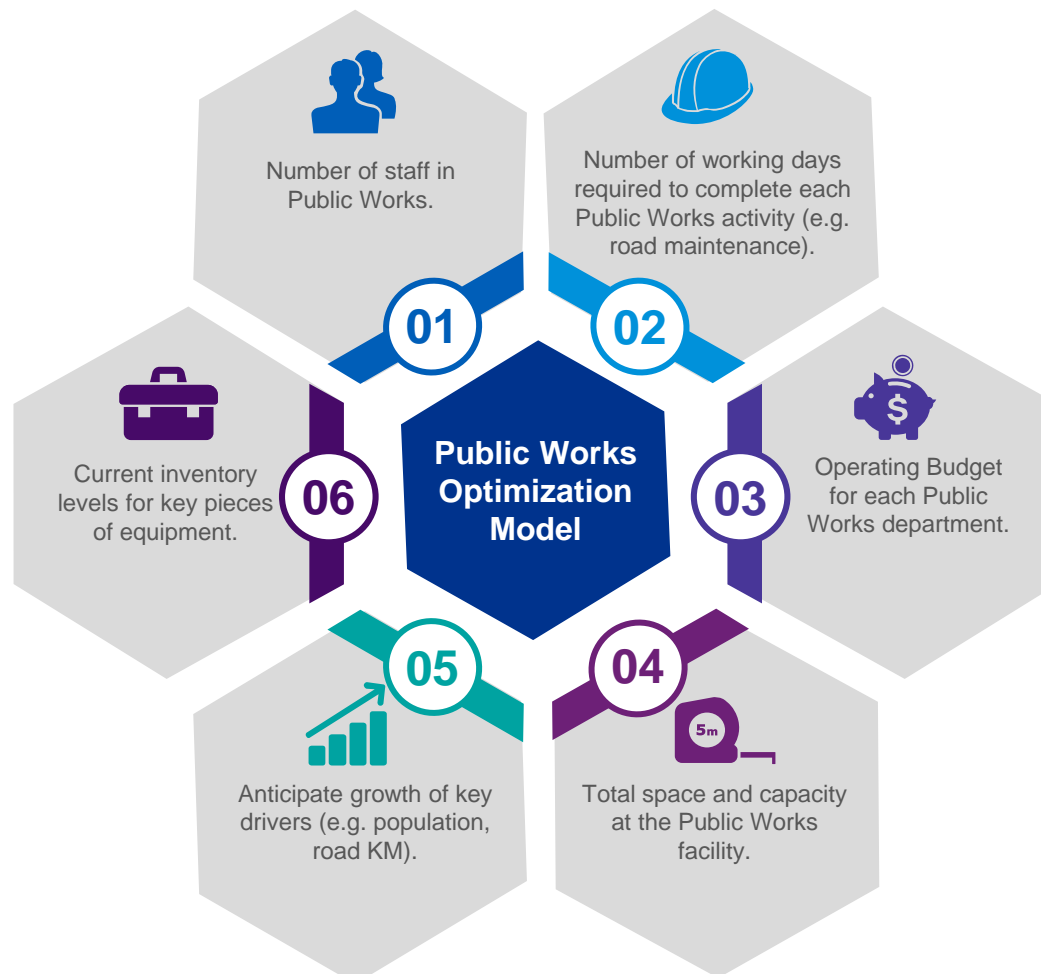 Number of staff in
Public Works.
01
Number of working days
required to complete each
Public Works activity (e.g.
road maintenance).
02
Operating Budget
for each Public
Works department.
03
04
5m
Total space and capacity
at the Public Works
facility.
05
Anticipate growth of key
drivers (e.g. population,
road KM).
Current inventory
levels for key pieces
of equipment.
06
Public Works
Optimization
Model
$